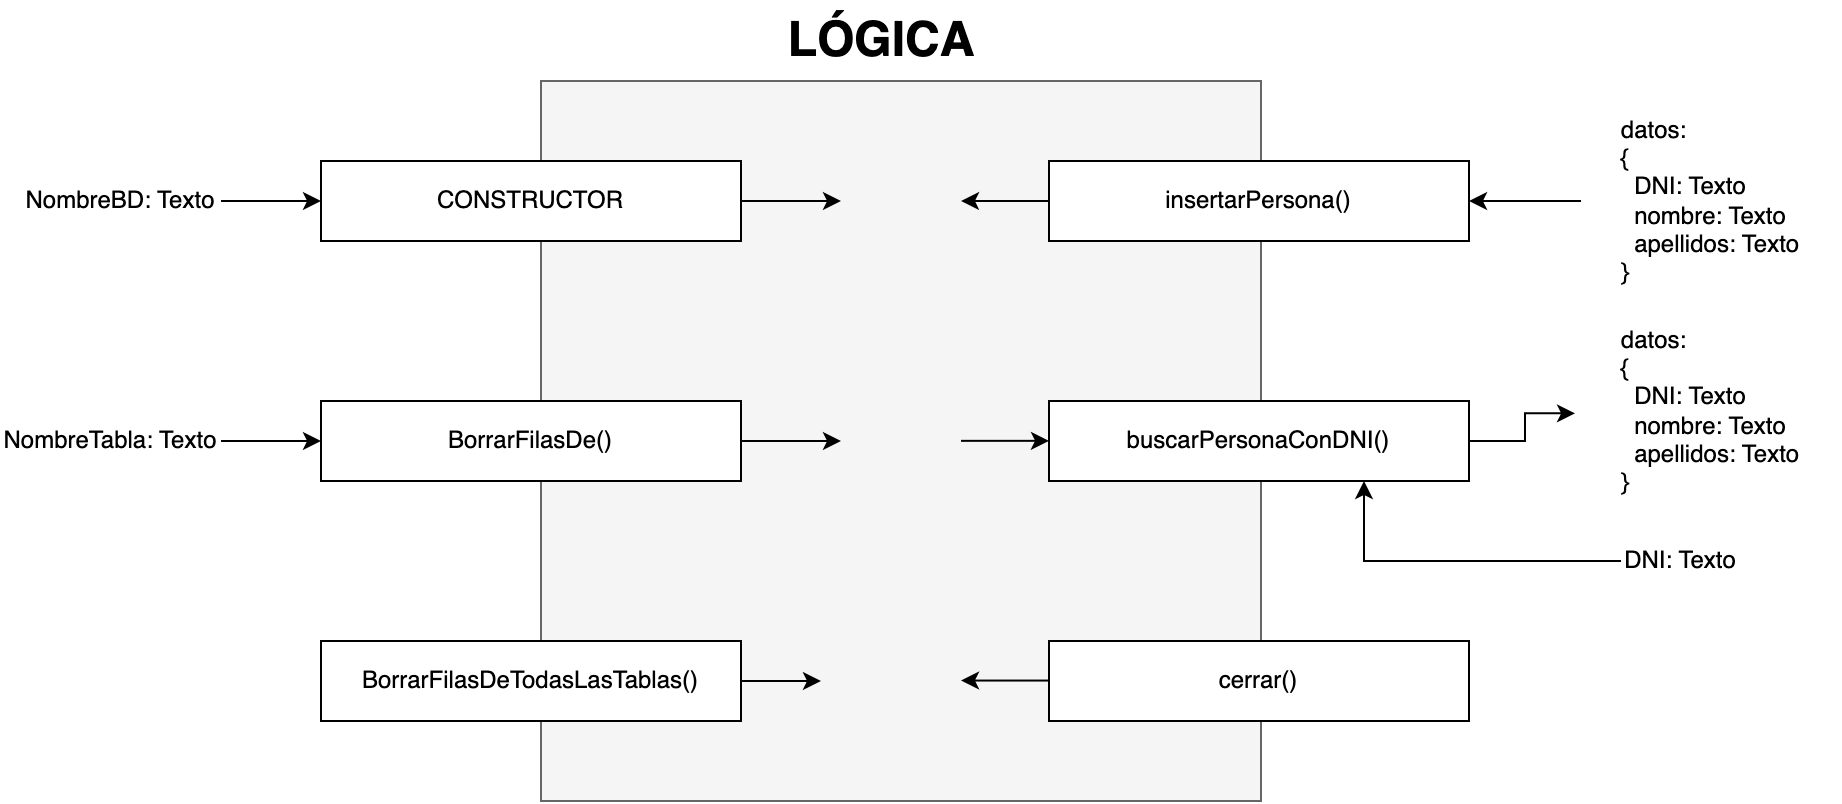 LÓGICA
NombreBD: Texto
CONSTRUCTOR
insertarPersona()
datos:
{
DNI: Texto
nombre: Texto
apellidos: Texto
}
NombreTabla: Texto
BorrarFilasDe()
buscarPersonaConDNI()
datos:
{
DNI: Texto
nombre: Texto
apellidos: Texto
}
DNI: Texto
BorrarFilasDeTodasLasTablas()
cerrar()